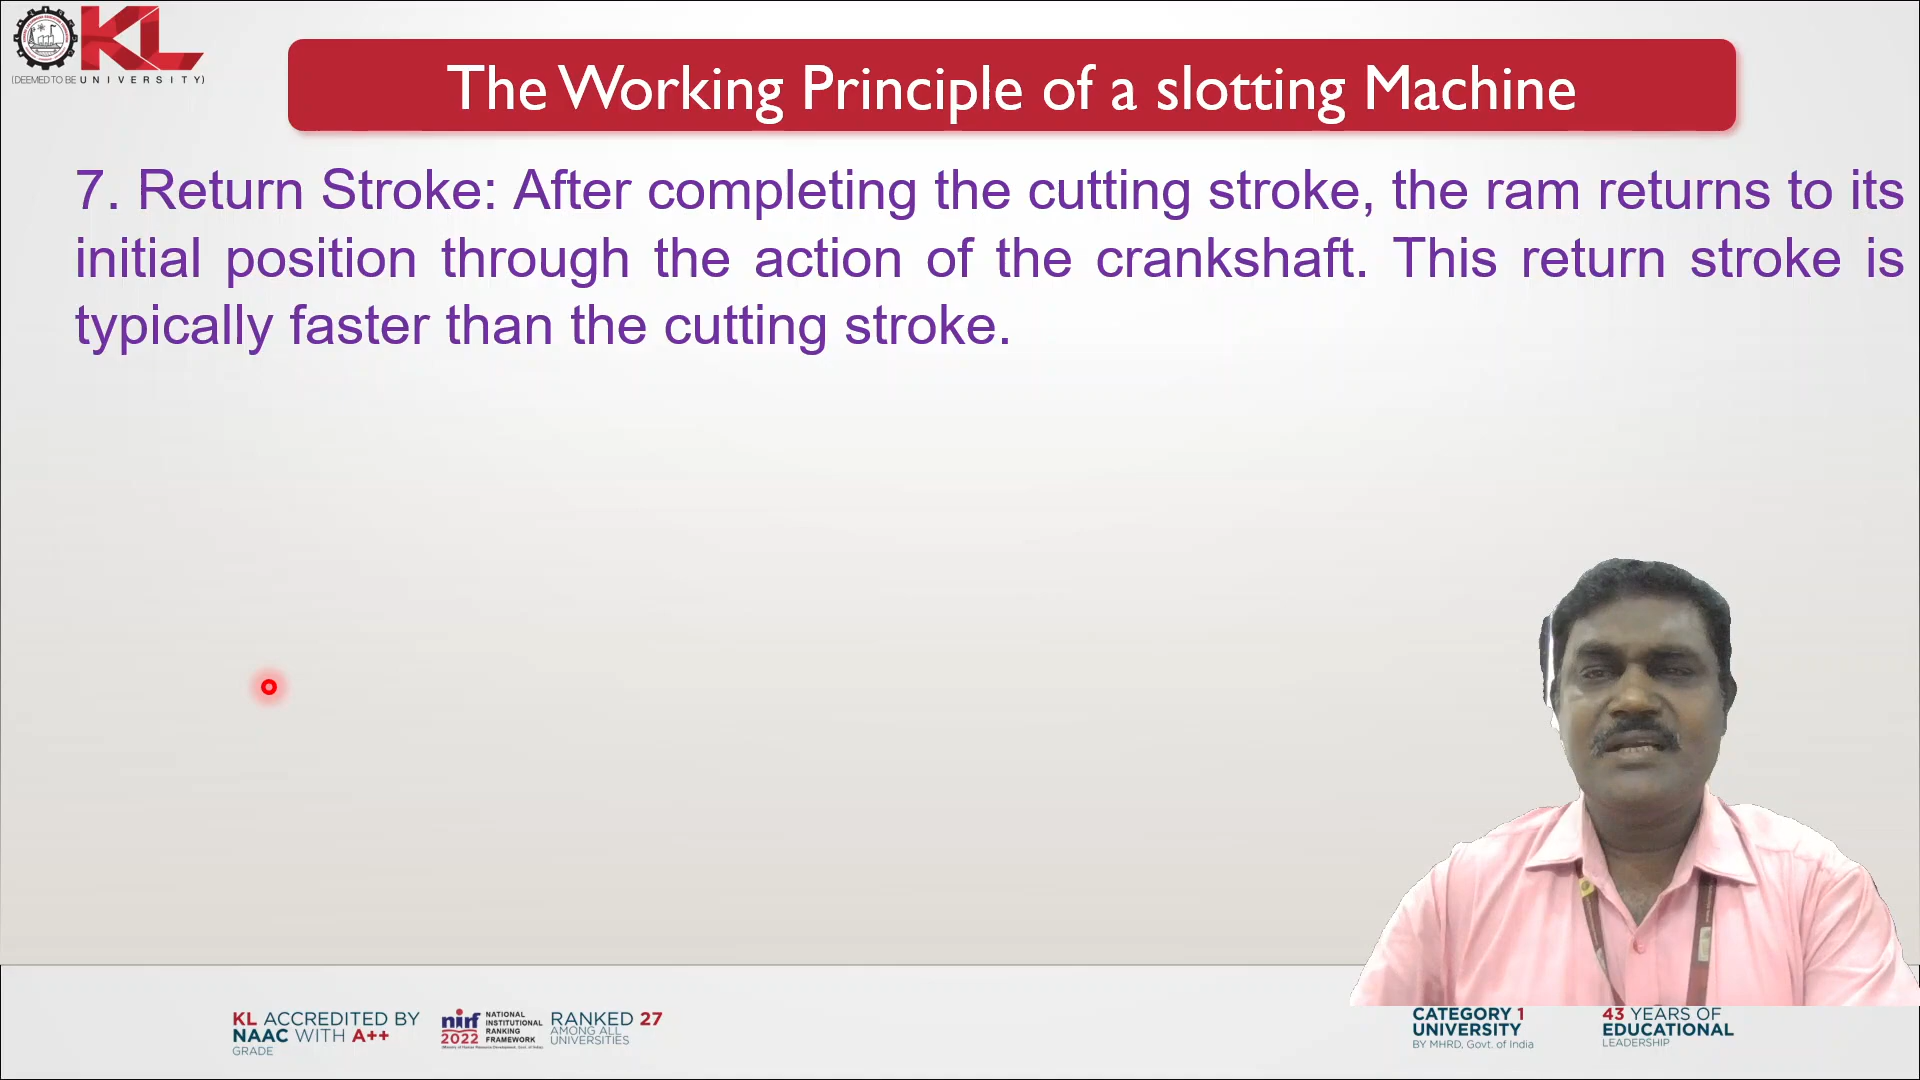 KL
(DEEMED TO BE UNIVERSITY)
The Working Principle of a slotting Machine
7. Return Stroke: After completing the cutting stroke, the ram returns to its
initial position through the action of the crankshaft. This return stroke is
typically faster than the cutting stroke.
KL ACCREDITED BY
NAAC WITH A++
GRADE
nirf
2022
NATIONAL
INSTITUTIONAL
RANKING
FRAMEWORK
RANKED 27
AMONG ALL
UNIVERSITIES
CATEGORY 1
UNIVERSITY
BY MHRD, Govt. of India
43 YEARS OF
EDUCATIONAL
LEADERSHIP